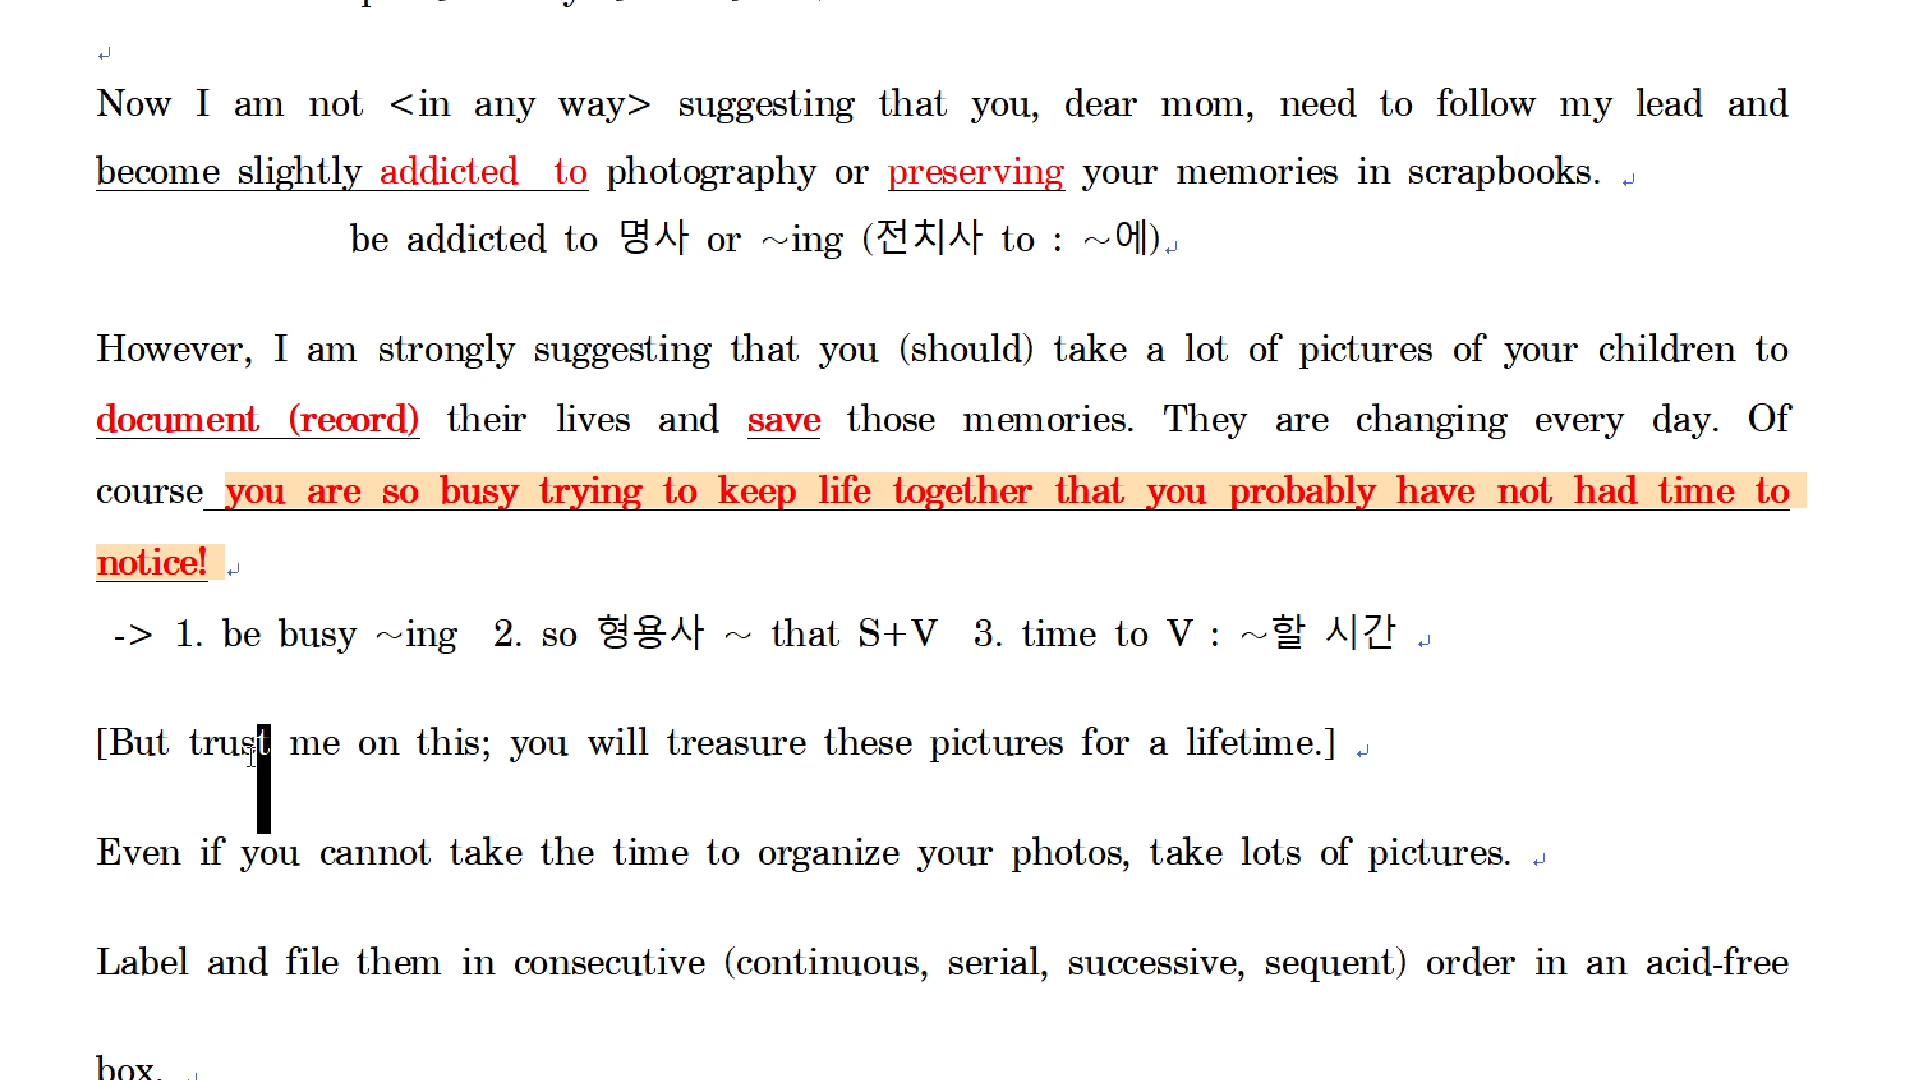 Now I am not <in any way> suggesting that you, dear mom, need to follow my lead and
become slightly addicted to photography or preserving your memories in scrapbooks.
be addicted to 명사 or ~ing (전치사 to : ~에)
However, I am strongly suggesting that you (should) take a lot of pictures of your children to
document (record) their lives and save those memories. They are changing every day. Of
course you are so busy trying to keep life together that you probably have not had time to
notice!
-> 1. be busy ~ing 2. so 형용사 ~ that S+V 3. time to V : ~할 시간
[But trust me on this; you will treasure these pictures for a lifetime.]
Even if you cannot take the time to organize your photos, take lots of pictures.
Label and file them in consecutive (continuous, serial, successive, sequent) order in an acid-free
box.